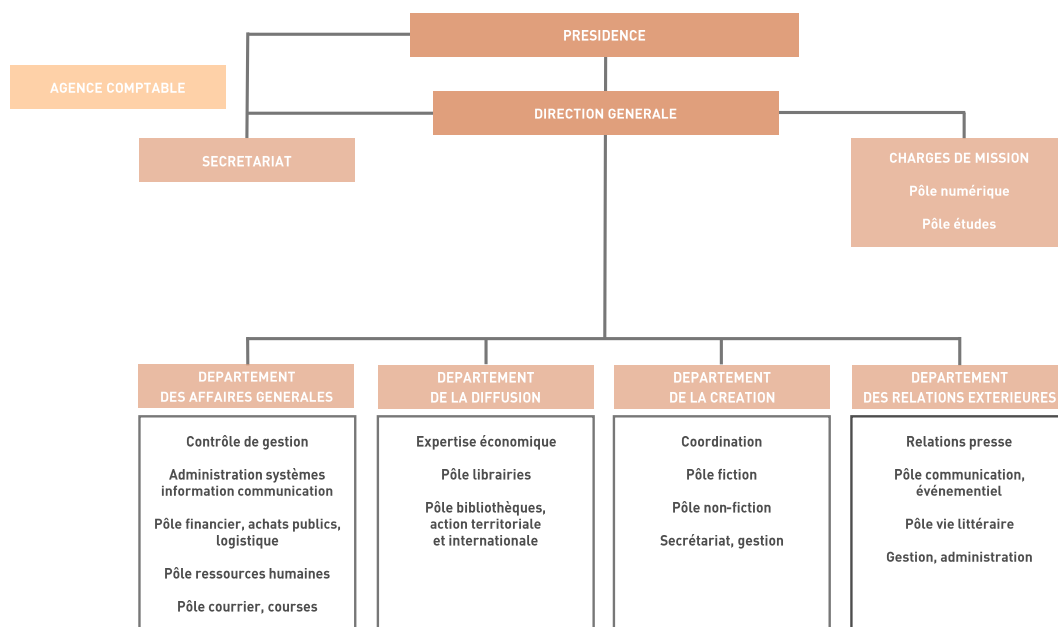 PRESIDENCE
AGENCE COMPTABLE
DIRECTION GENERALE
SECRETARIAT
CHARGES DE MISSION
Pôle numérique
Pôle études
DEPARTEMENT
DES AFFAIRES GENERALES
Contrôle de gestion
Administration systèmes
information communication
Pôle financier, achats publics,
logistique
Pôle ressources humaines
Pôle courrier, courses
DEPARTEMENT
DE LA DIFFUSION
Expertise économique
Pôle librairies
Pôle bibliothèques,
action territoriale
et internationale
DEPARTEMENT
DE LA CREATION
Coordination
Pôle fiction
Pôle non-fiction
Secrétariat, gestion
DEPARTEMENT
DES RELATIONS EXTERIEURES
Relations presse
Pôle communication,
événementiel
Pôle vie littéraire
Gestion, administration